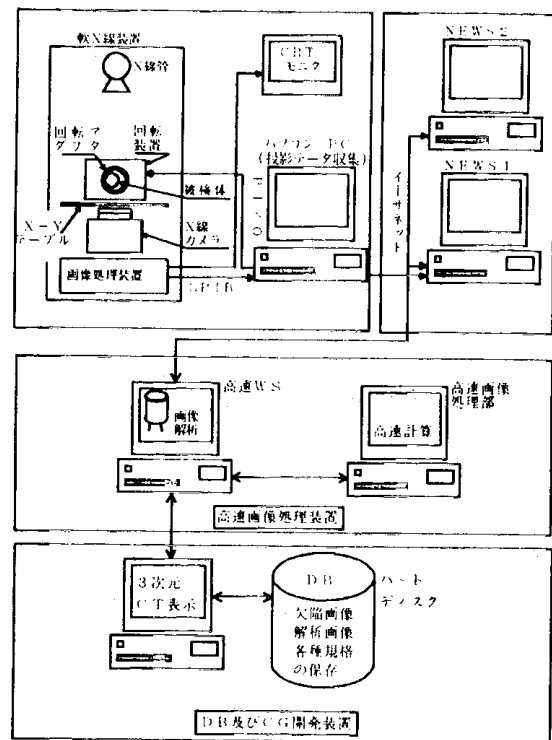 軟X線装置
X線管
回転ア
ダプタ
回転
装置
被検体
X-Y
テーブル
X線
カメラ
画像処理装置
GPIB
CRT
モニタ
パソコン PC
(投影データ収集)
PIO
イーサネット
NEWS2
NEWS1
高速WS
画像
解析
高速画像
処理部
高速計算
高速画像処理装置
3次元
CT表示
DB
欠陥画像
解析画像
各種規格
の保存
ハード
ディスク
DB及びCG開発装置